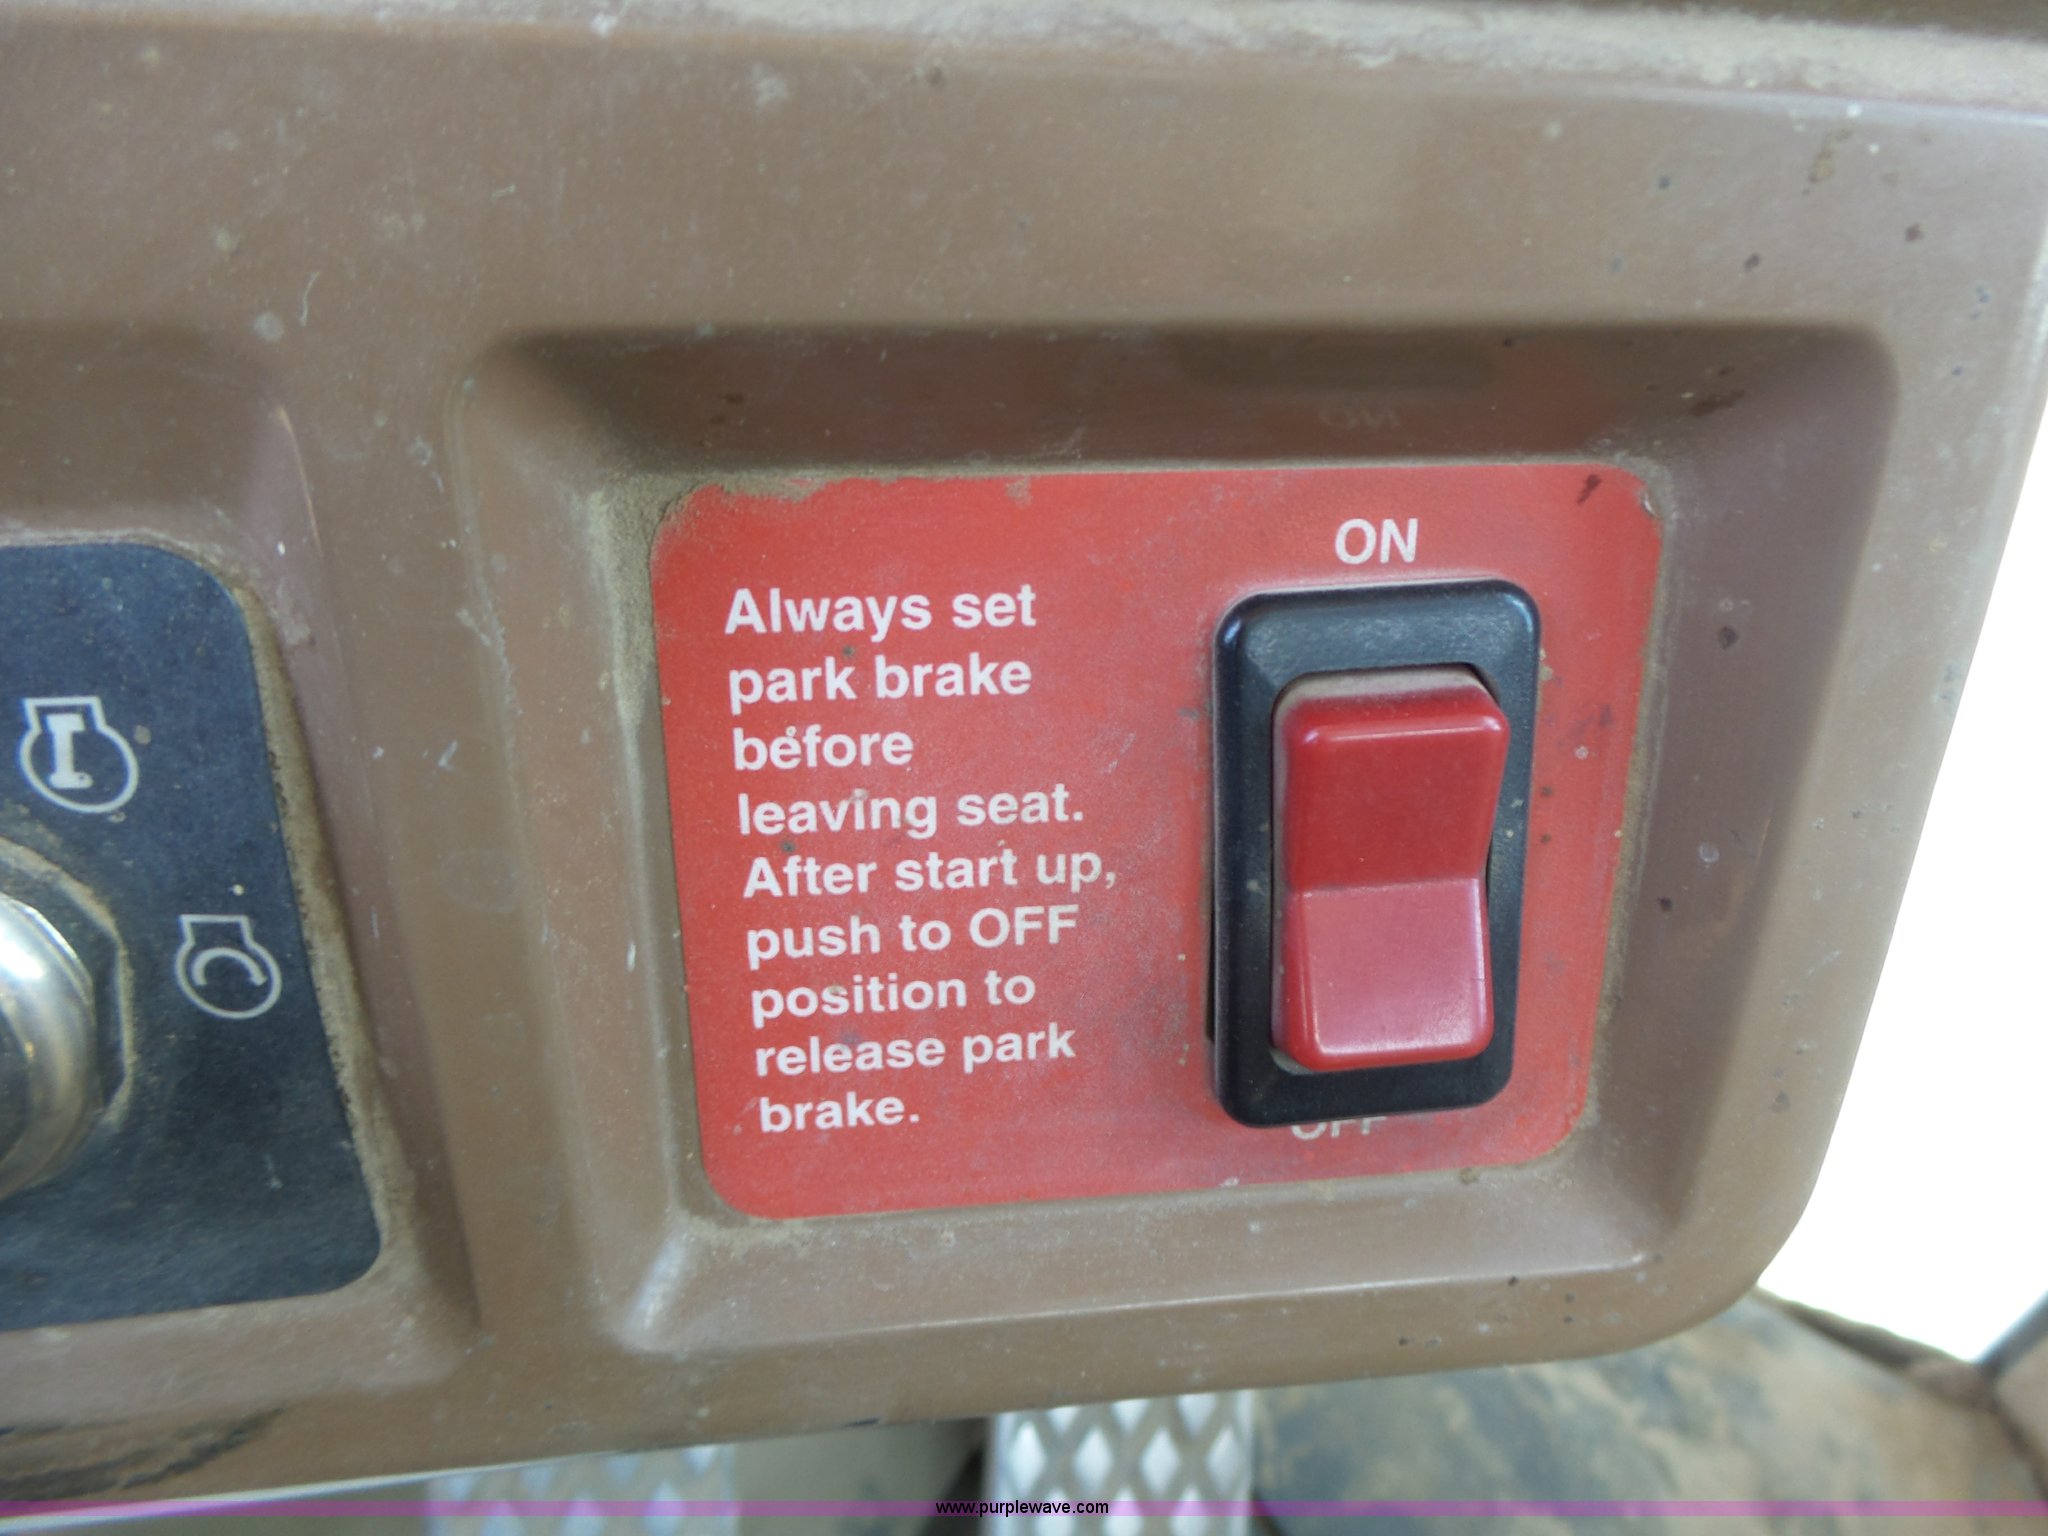 ON
Always set
park brake
before
leaving seat.
After start up,
push to OFF
position to
release park
brake.
OFF
www.purplewave.com